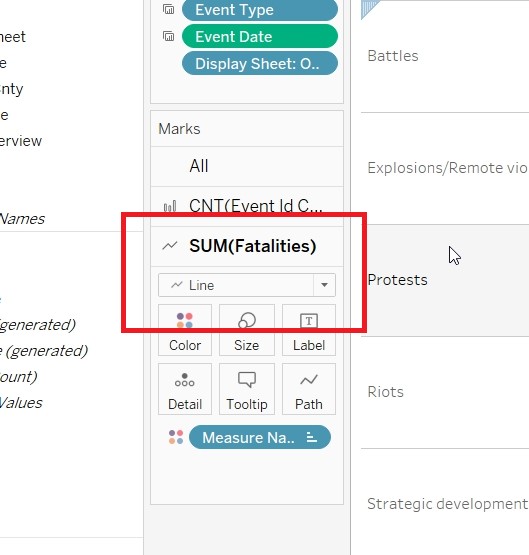 heet
e
Cnty
e
erview
Names
generated)
e (generated)
ount)
Values
Event Type
Event Date
Display Sheet: O..
Marks
All
CNT(Event Id C...
SUM(Fatalities)
Line
Color
Size
T
Label
Detail
Tooltip
Path
Measure Na..
Battles
Explosions/Remote vio
Protests
Riots
Strategic development